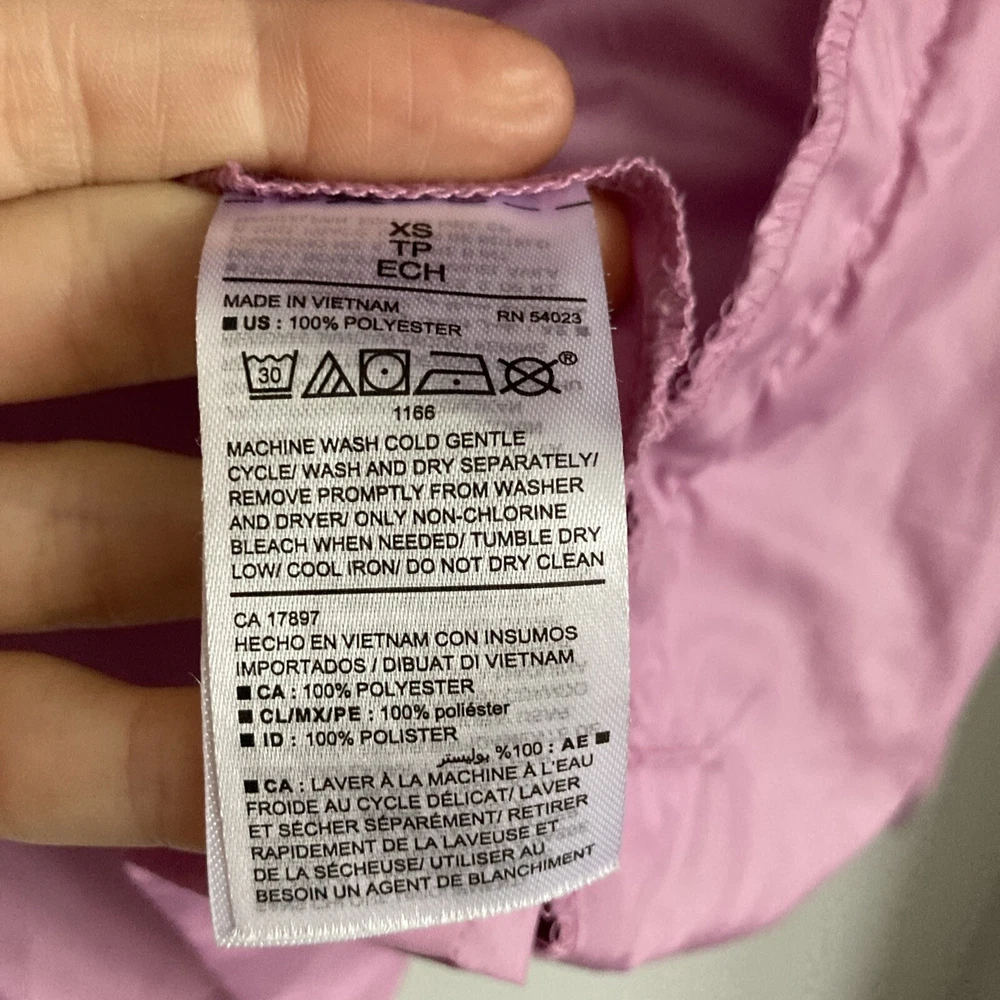 XS
TP
ECH
MADE IN VIETNAM RN 54023
■ US : 100% POLYESTER
30 ®
1166
MACHINE WASH COLD GENTLE
CYCLE/ WASH AND DRY SEPARATELY/
REMOVE PROMPTLY FROM WASHER
AND DRYER/ ONLY NON-CHLORINE
BLEACH WHEN NEEDED/ TUMBLE DRY
LOW/ COOL IRON/ DO NOT DRY CLEAN
CA 17897
HECHO EN VIETNAM CON INSUMOS
IMPORTADOS / DIBUAT DI VIETNAM
■ CA : 100% POLYESTER
■ CL/MX/PE : 100% poliéster
■ ID : 100% POLISTER
■ AE : 100% بوليستر
■ CA : LAVER À LA MACHINE À L'EAU
FROIDE AU CYCLE DÉLICAT/ LAVER
ET SÉCHER SÉPARÉMENT/ RETIRER
RAPIDEMENT DE LA LAVEUSE ET
DE LA SÉCHEUSE/ UTILISER AU
BESOIN UN AGENT DE BLANCHIMENT